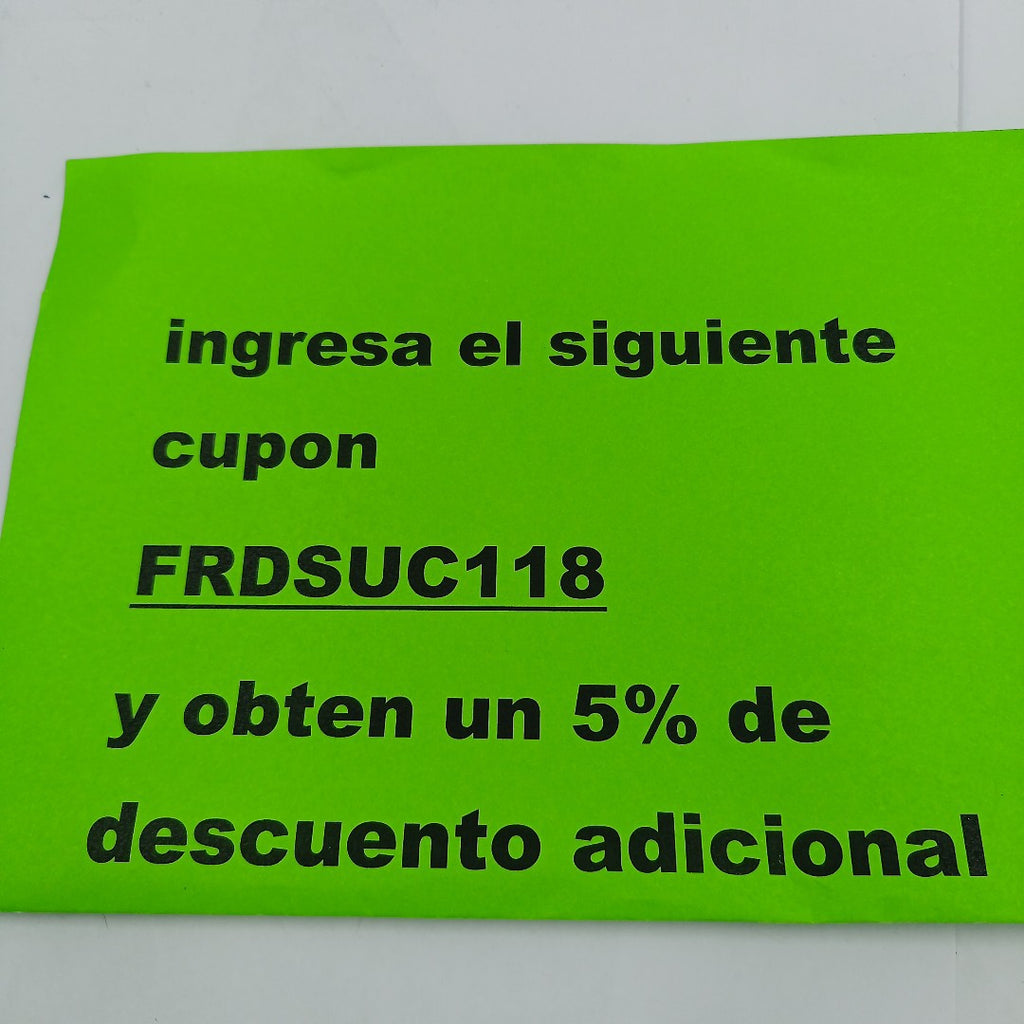 ingresa el siguiente
cupon
FRDSUC118
y obten un 5% de
descuento adicional